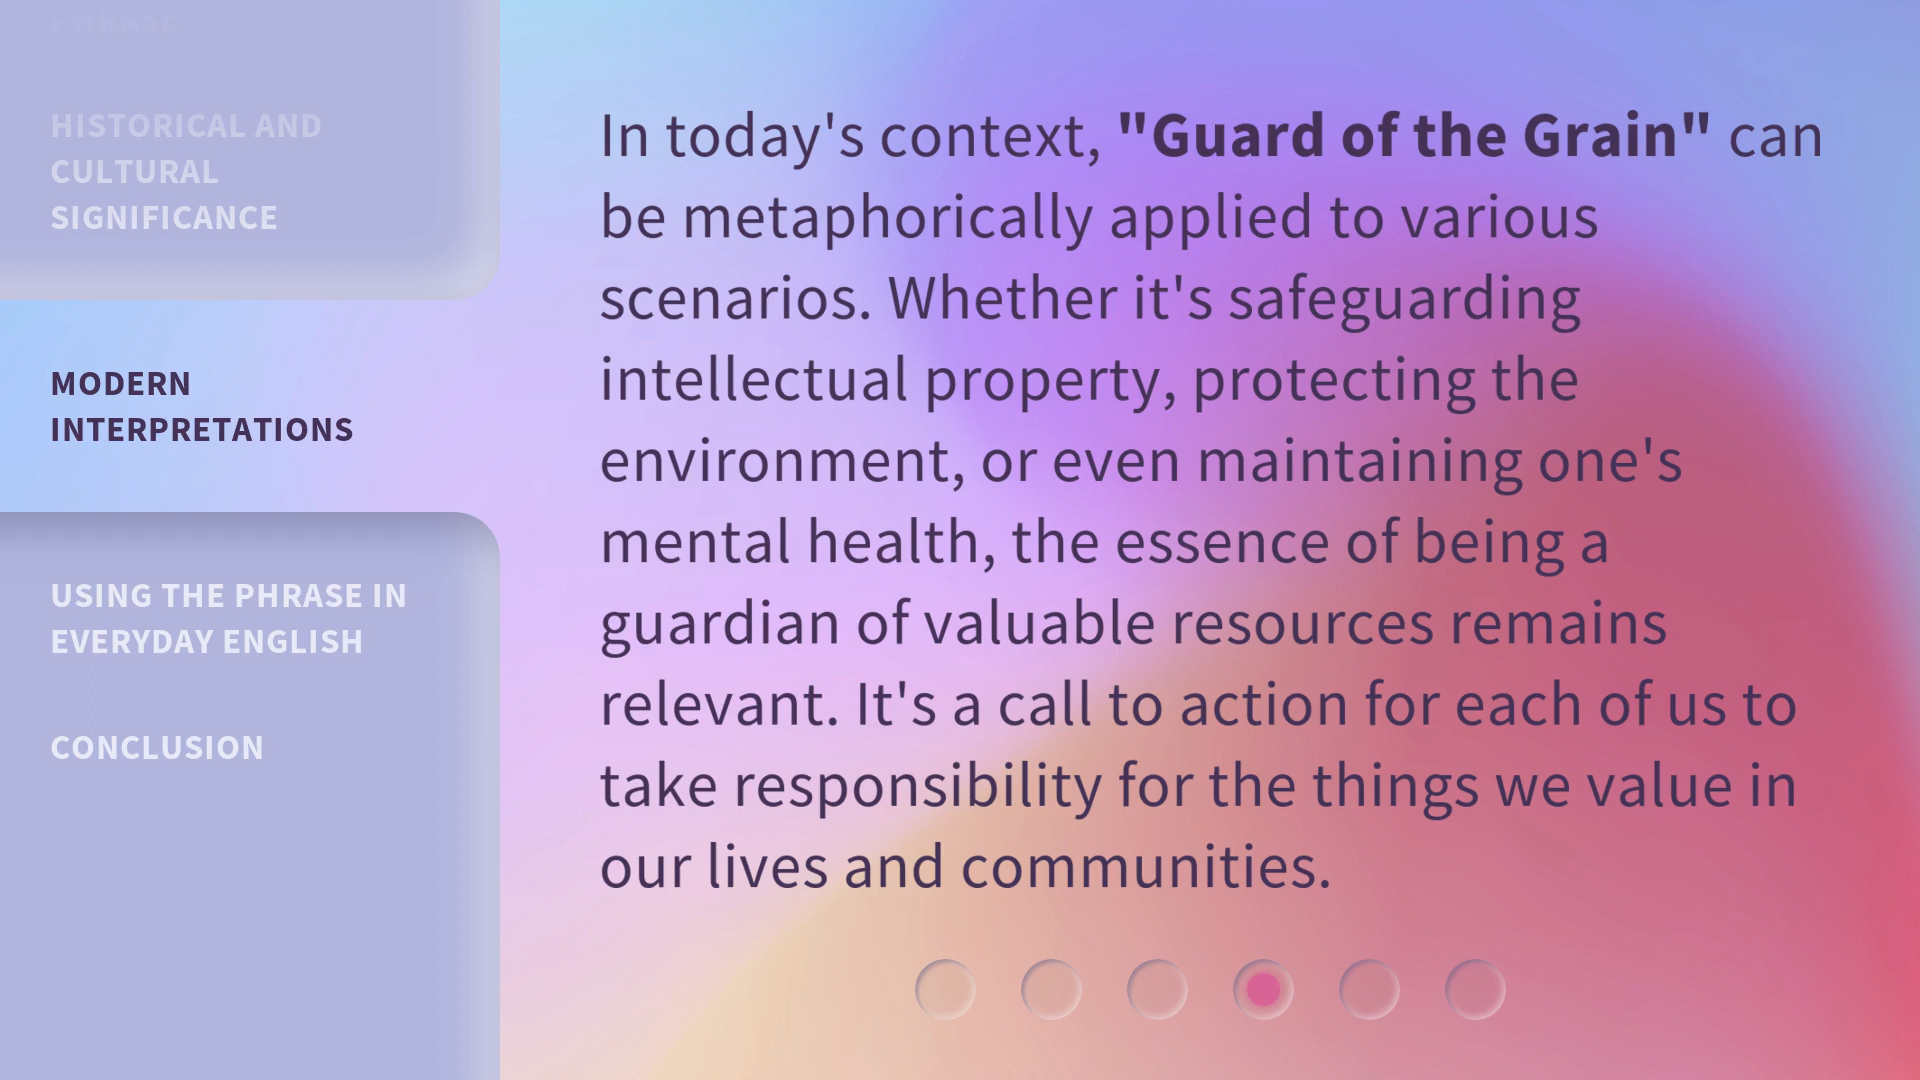 PHRASE
HISTORICAL AND
CULTURAL
SIGNIFICANCE
MODERN
INTERPRETATIONS
USING THE PHRASE IN
EVERYDAY ENGLISH
CONCLUSION
In today's context, "Guard of the Grain" can
be metaphorically applied to various
scenarios. Whether it's safeguarding
intellectual property, protecting the
environment, or even maintaining one's
mental health, the essence of being a
guardian of valuable resources remains
relevant. It's a call to action for each of us to
take responsibility for the things we value in
our lives and communities.